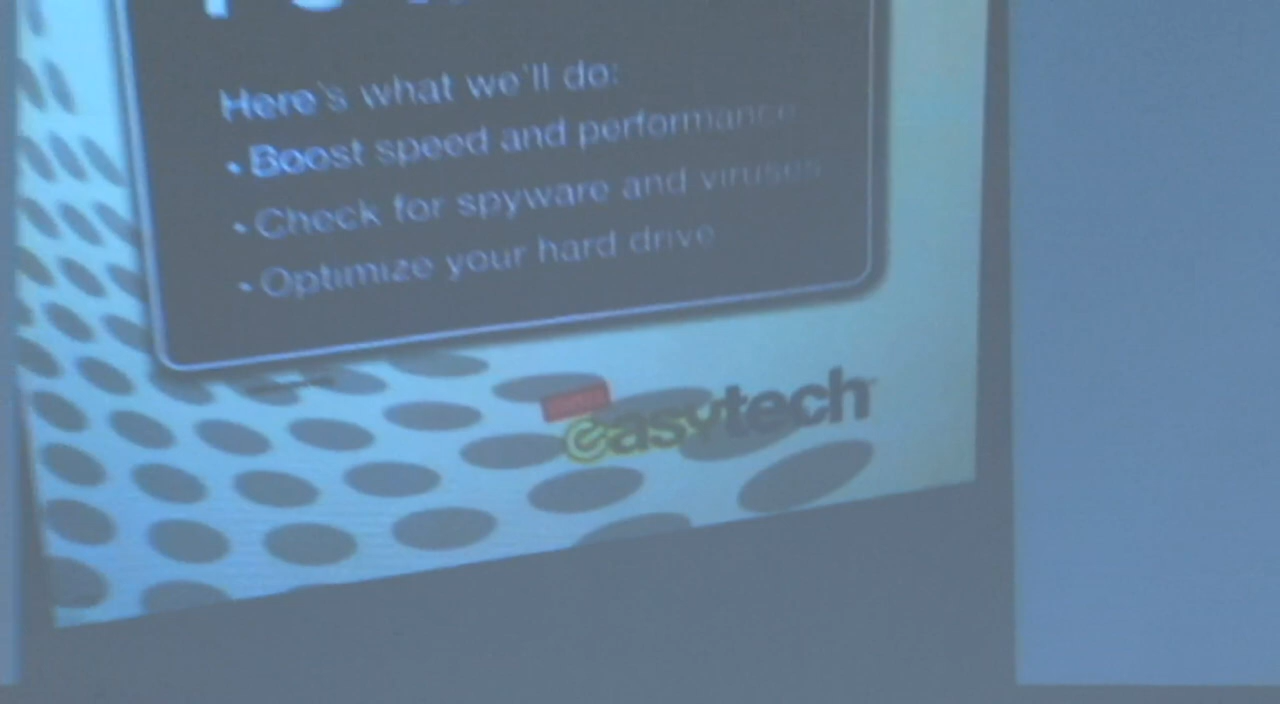 Here's what we'll do:
• Boost speed and performance
• Check for spyware and viruses
• Optimize your hard drive
easytech